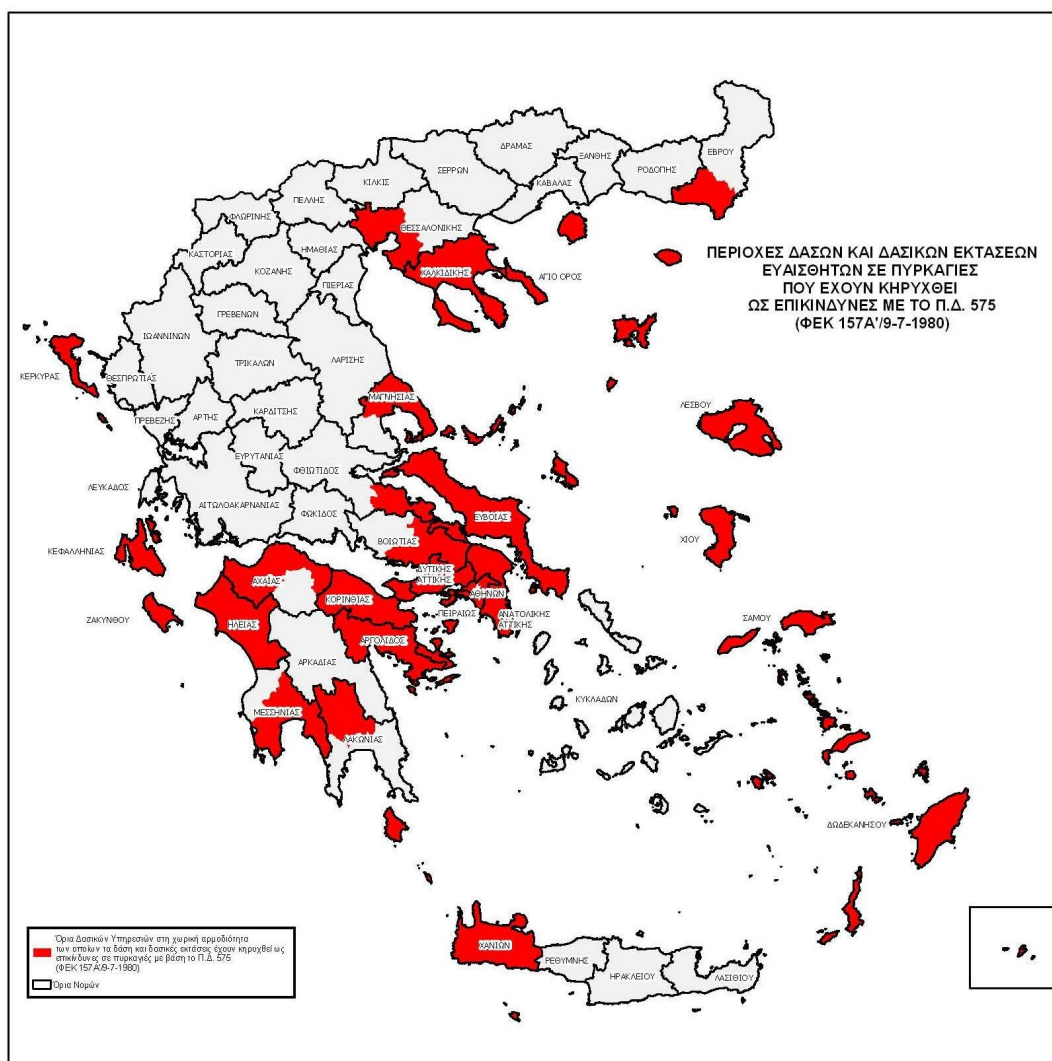 ΠΕΡΙΟΧΕΣ ΔΑΣΩΝ ΚΑΙ ΔΑΣΙΚΩΝ ΕΚΤΑΣΕΩΝ
ΕΥΑΙΣΘΗΤΩΝ ΣΕ ΠΥΡΚΑΓΙΕΣ
ΠΟΥ ΕΧΟΥΝ ΚΗΡΥΧΘΕΙ
ΩΣ ΕΠΙΚΙΝΔΥΝΕΣ ΜΕ ΤΟ Π.Δ. 575
(ΦΕΚ 157Α'/9-7-1980)
ΕΒΡΟΥ
ΔΡΑΜΑΣ
ΞΑΝΘΗΣ
ΡΟΔΟΠΗΣ
ΣΕΡΡΩΝ
ΚΑΒΑΛΑΣ
ΚΙΛΚΙΣ
ΠΕΛΛΗΣ
ΦΛΩΡΙΝΗΣ
ΘΕΣΣΑΛΟΝΙΚΗΣ
ΗΜΑΘΙΑΣ
ΚΑΣΤΟΡΙΑΣ
ΚΟΖΑΝΗΣ
ΧΑΛΚΙΔΙΚΗΣ
ΑΓΙΟ ΟΡΟΣ
ΠΙΕΡΙΑΣ
ΓΡΕΒΕΝΩΝ
ΙΩΑΝΝΙΝΩΝ
ΤΡΙΚΑΛΩΝ
ΛΑΡΙΣΗΣ
ΚΕΡΚΥΡΑΣ
ΘΕΣΠΡΩΤΙΑΣ
ΜΑΓΝΗΣΙΑΣ
ΛΕΣΒΟΥ
ΠΡΕΒΕΖΗΣ
ΑΡΤΗΣ
ΚΑΡΔΙΤΣΗΣ
ΕΥΡΥΤΑΝΙΑΣ
ΦΘΙΩΤΙΔΟΣ
ΛΕΥΚΑΔΟΣ
ΑΙΤΩΛΟΑΚΑΡΝΑΝΙΑΣ
ΦΩΚΙΔΟΣ
ΕΥΒΟΙΑΣ
ΒΟΙΩΤΙΑΣ
ΧΙΟΥ
ΚΕΦΑΛΛΗΝΙΑΣ
ΔΥΤΙΚΗΣ
ΑΤΤΙΚΗΣ
ΑΧΑΪΑΣ
ΚΟΡΙΝΘΙΑΣ
ΑΘΗΝΩΝ
ΠΕΙΡΑΙΩΣ
ΑΝΑΤΟΛΙΚΗΣ
ΑΤΤΙΚΗΣ
ΖΑΚΥΝΘΟΥ
ΗΛΕΙΑΣ
ΑΡΓΟΛΙΔΟΣ
ΣΑΜΟΥ
ΑΡΚΑΔΙΑΣ
ΚΥΚΛΑΔΩΝ
ΜΕΣΣΗΝΙΑΣ
ΛΑΚΩΝΙΑΣ
ΔΩΔΕΚΑΝΗΣΟΥ
ΧΑΝΙΩΝ
ΡΕΘΥΜΝΗΣ
ΗΡΑΚΛΕΙΟΥ
ΛΑΣΙΘΙΟΥ
Όρια Δασικών Υπηρεσιών στη χωρική αρμοδιότητα
των οποίων τα δάση και δασικές εκτάσεις έχουν κηρυχθεί ως
επικίνδυνες σε πυρκαγιές με βάση το Π.Δ. 575
(ΦΕΚ 157Α'/9-7-1980)
Όρια Νομών